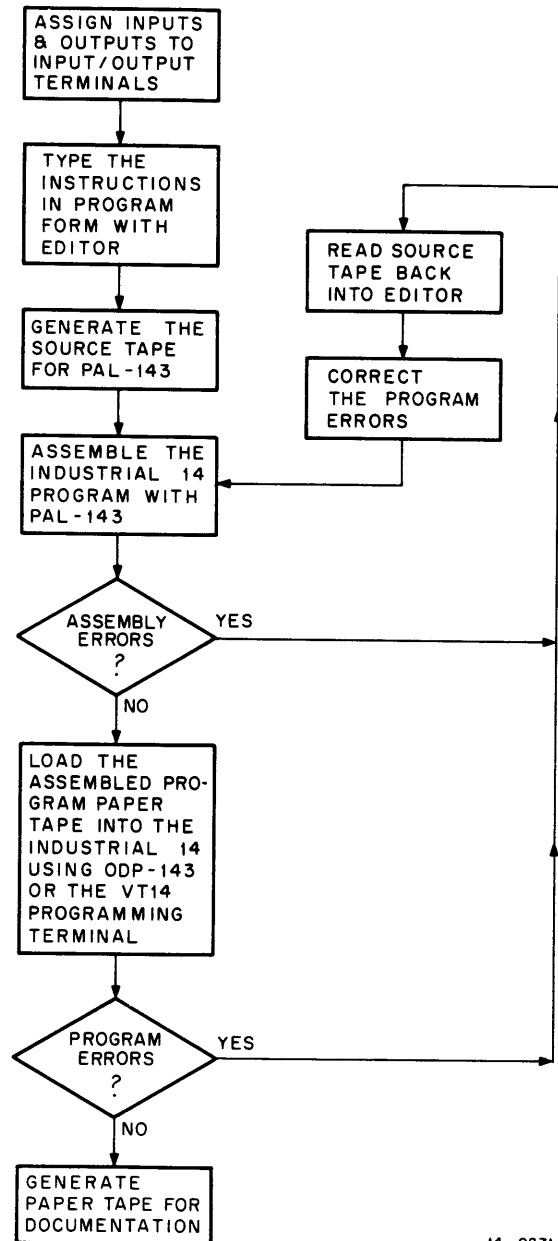 ASSIGN INPUTS
& OUTPUTS TO
INPUT/OUTPUT
TERMINALS
TYPE THE
INSTRUCTIONS
IN PROGRAM
FORM WITH
EDITOR
READ SOURCE
TAPE BACK
INTO EDITOR
GENERATE THE
SOURCE TAPE
FOR PAL-143
CORRECT
THE PROGRAM
ERRORS
ASSEMBLE THE
INDUSTRIAL 14
PROGRAM WITH
PAL-143
ASSEMBLY
ERRORS
?
YES
NO
LOAD THE
ASSEMBLED PRO-
GRAM PAPER
TAPE INTO THE
INDUSTRIAL 14
USING ODP-143
OR THE VT14
PROGRAMMING
TERMINAL
PROGRAM
ERRORS
?
YES
NO
GENERATE
PAPER TAPE FOR
DOCUMENTATION